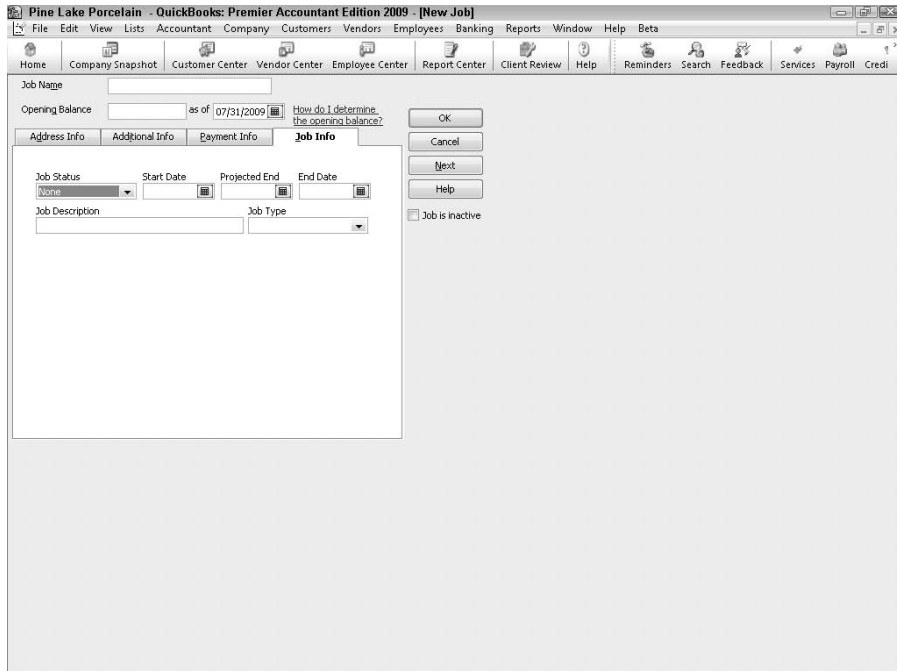 Pine Lake Porcelain - QuickBooks: Premier Accountant Edition 2009 - [New Job]
File Edit View Lists Accountant Company Customers Vendors Employees Banking Reports Window Help Beta
Home Company Snapshot Customer Center Vendor Center Employee Center Report Center Client Review Help Reminders Search Feedback Services Payroll Credi
Job Name
Opening Balance as of 07/31/2009 How do I determine
the opening balance?
OK
Address Info Additional Info Payment Info Job Info
Cancel
Next
Job Status Start Date Projected End End Date
None
Help
Job Description Job Type
Job is inactive